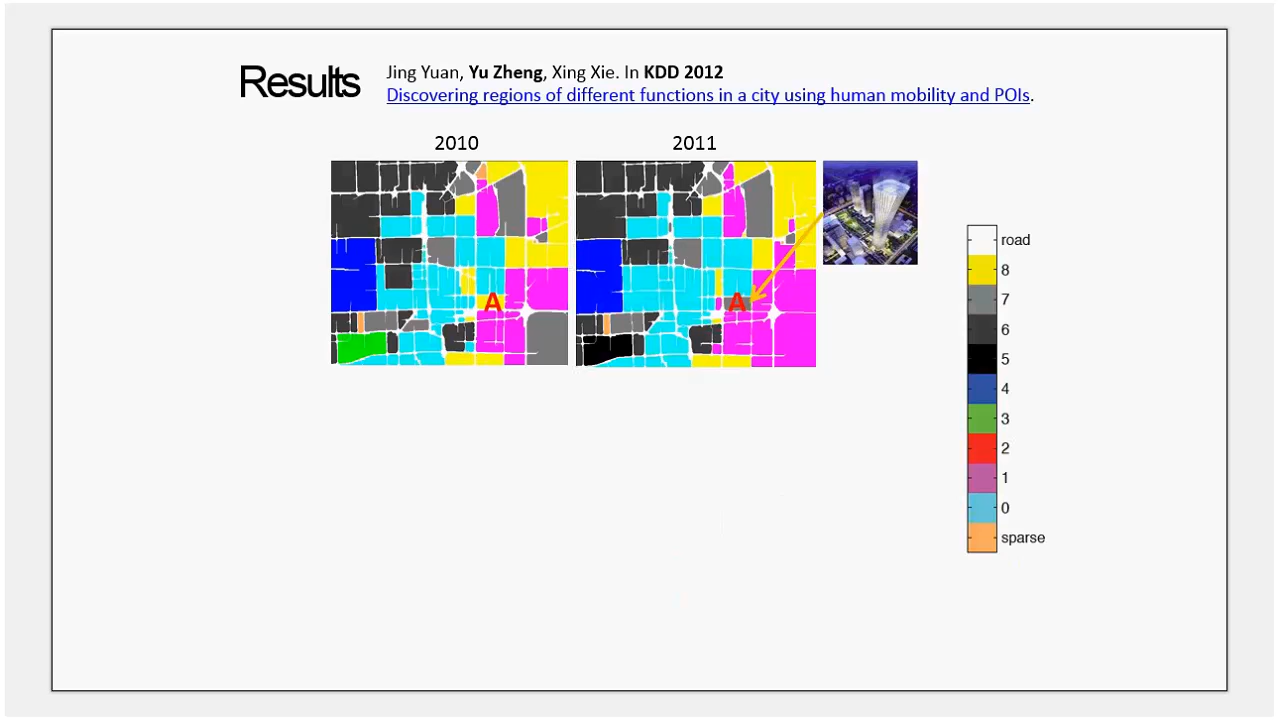 Results
Jing Yuan, Yu Zheng, Xing Xie. In KDD 2012
Discovering regions of different functions in a city using human mobility and POIs.
2010
2011
A
A
road
8
7
6
5
4
3
2
1
0
sparse